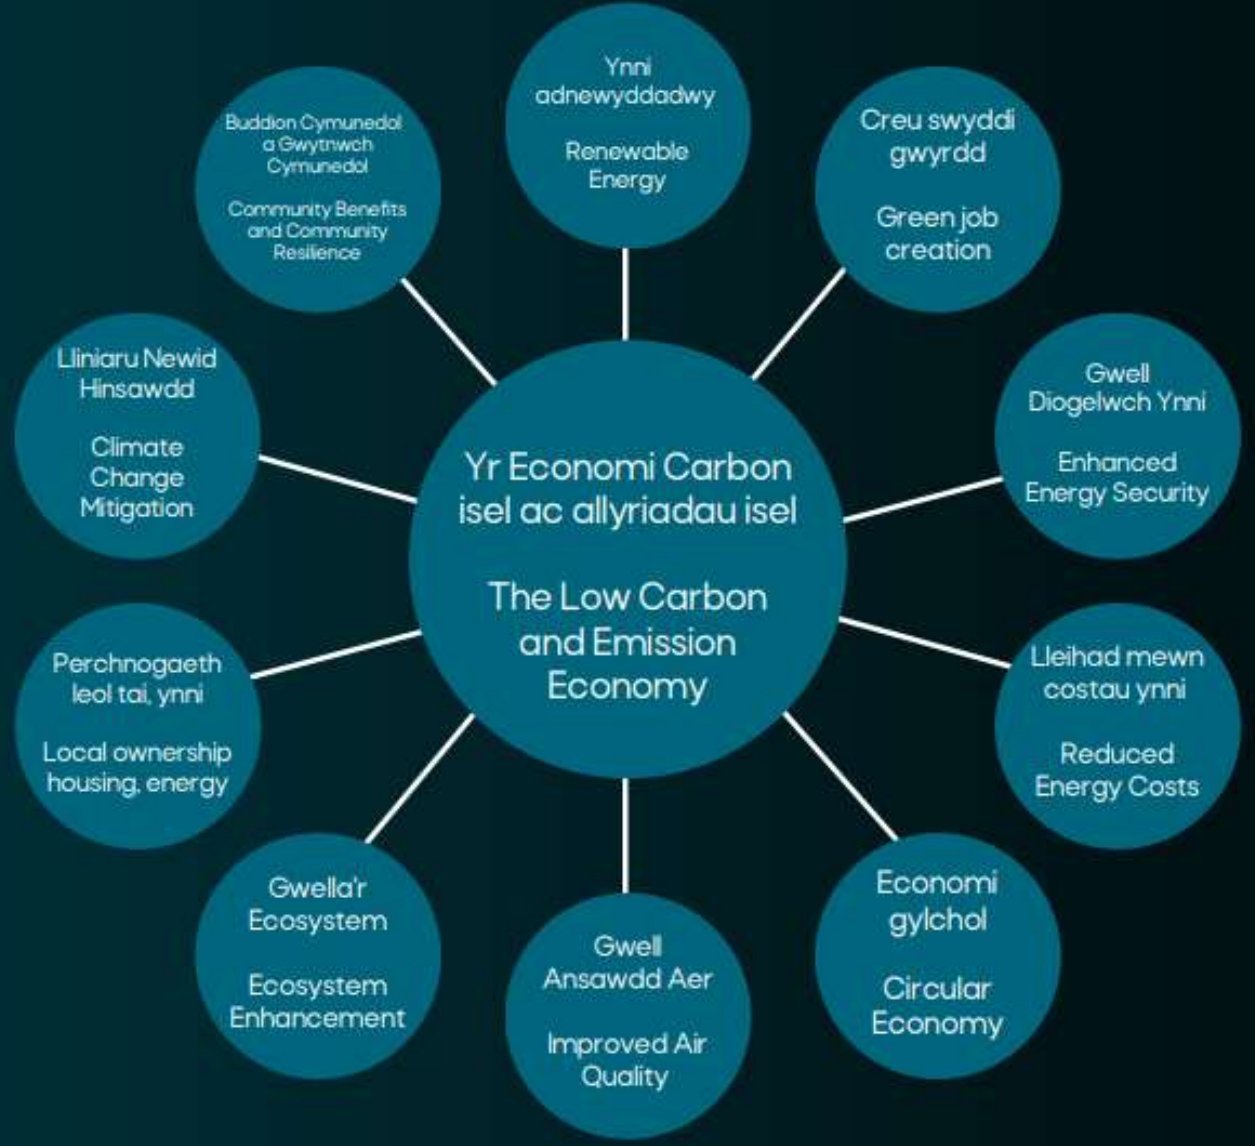 Ynni
adnewyddadwy
Renewable
Energy
Creu swyddi
gwyrdd
Green job
creation
Gwell
Diogelwch Ynni
Enhanced
Energy Security
Lleihad mewn
costau ynni
Reduced
Energy Costs
Economi
gylchol
Circular
Economy
Gwell
Ansawdd Aer
Improved Air
Quality
Gwella'r
Ecosystem
Ecosystem
Enhancement
Perchnogaeth
leol tai, ynni
Local ownership
housing, energy
Lliniaru Newid
Hinsawdd
Climate
Change
Mitigation
Buddion Cymunedol
a Gwytnwch
Cymunedol
Community Benefits
and Community
Resilience
Yr Economi Carbon
isel ac allyriadau isel
The Low Carbon
and Emission
Economy